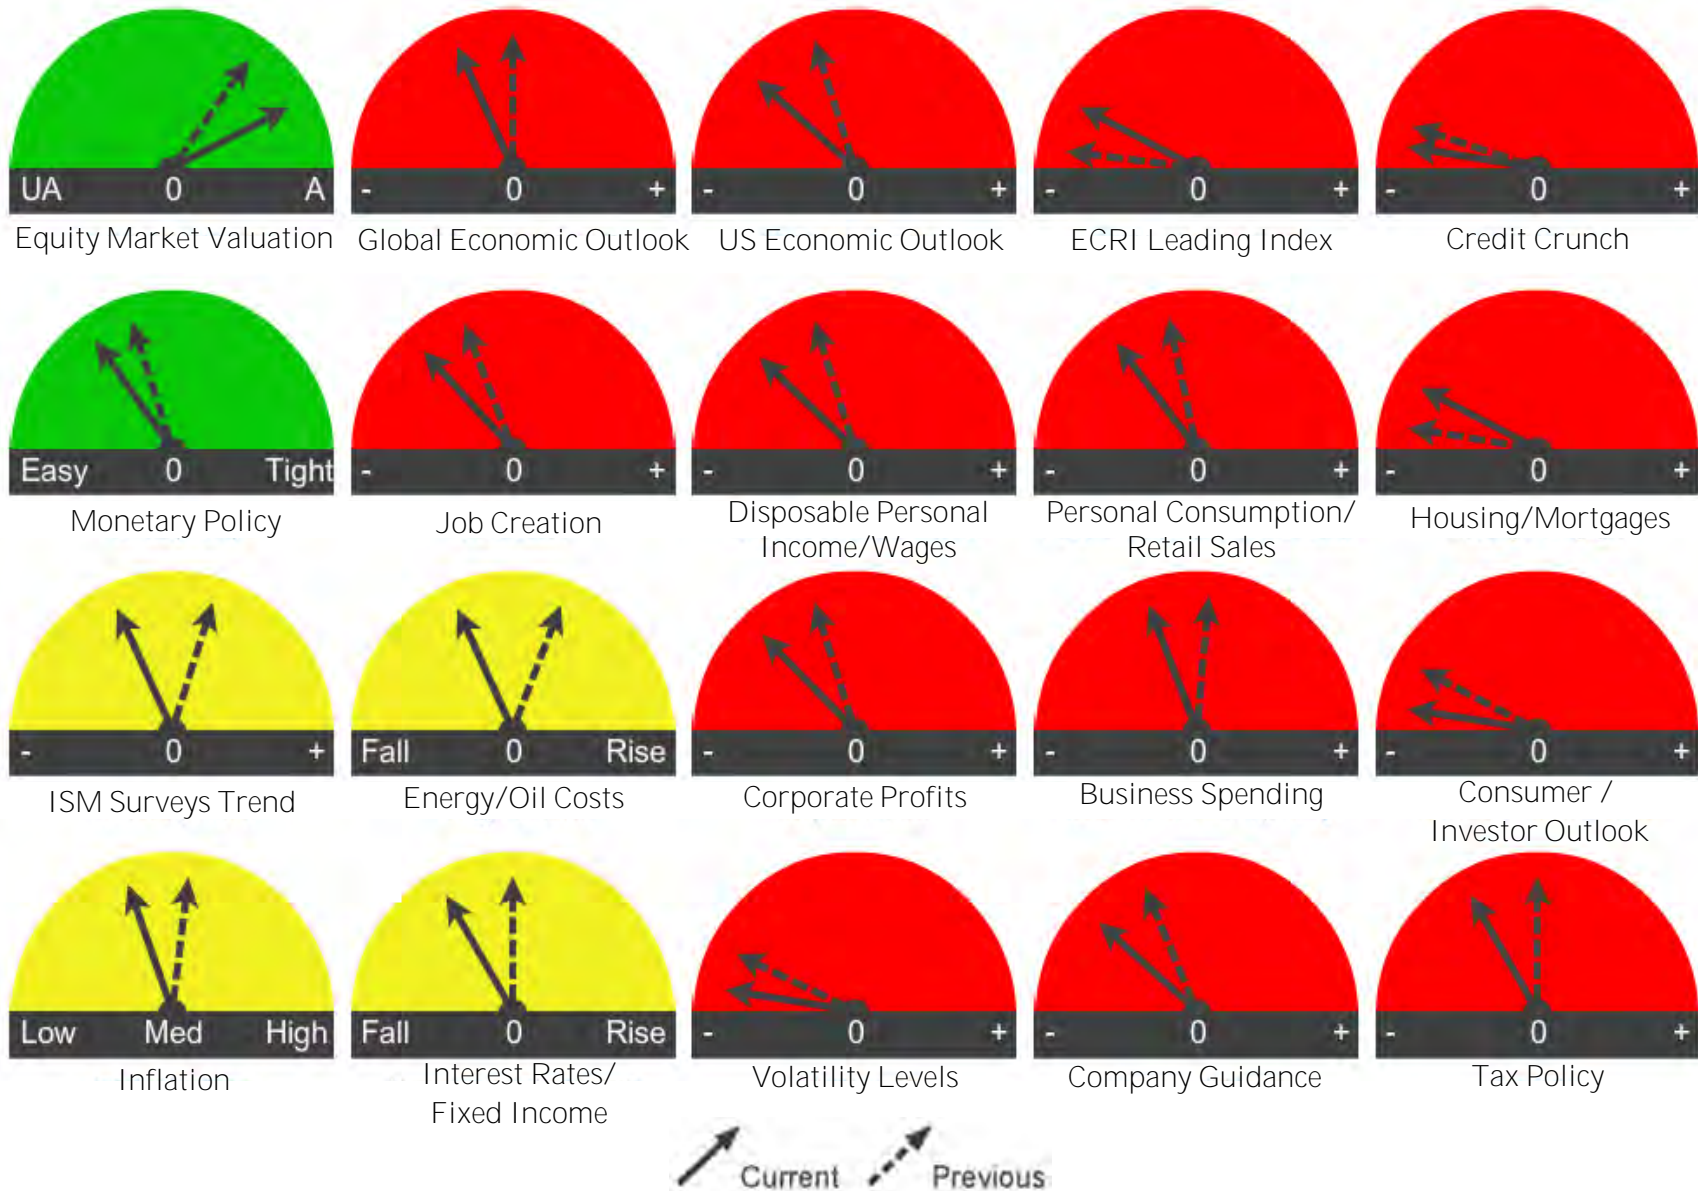 UA 0 A
- 0 +
- 0 +
- 0 +
- 0 +
Equity Market Valuation
Global Economic Outlook
US Economic Outlook
ECRI Leading Index
Credit Crunch
Easy 0 Tight
- 0 +
- 0 +
- 0 +
- 0 +
Monetary Policy
Job Creation
Disposable Personal
Income/Wages
Personal Consumption/
Retail Sales
Housing/Mortgages
- 0 +
Fall 0 Rise
- 0 +
- 0 +
- 0 +
ISM Surveys Trend
Energy/Oil Costs
Corporate Profits
Business Spending
Consumer /
Investor Outlook
Low Med High
Fall 0 Rise
- 0 +
- 0 +
- 0 +
Inflation
Interest Rates/
Fixed Income
Volatility Levels
Company Guidance
Tax Policy
Current
Previous